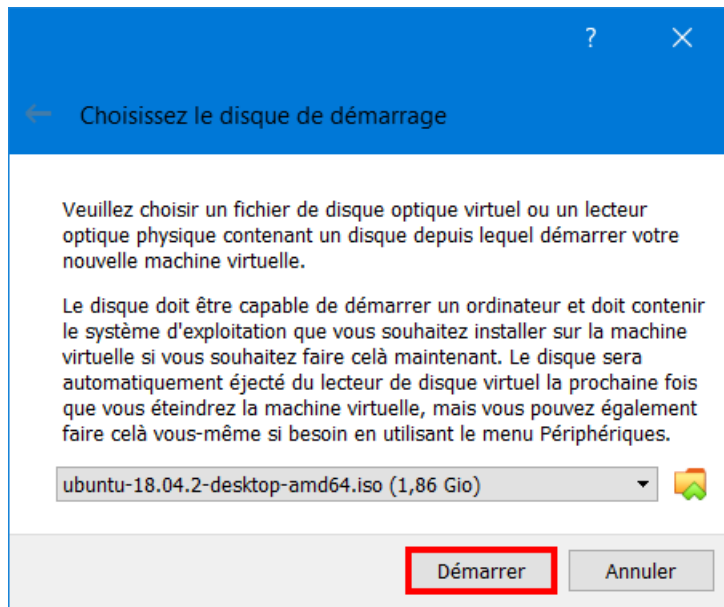 ?
Choisissez le disque de démarrage
Veuillez choisir un fichier de disque optique virtuel ou un lecteur
optique physique contenant un disque depuis lequel démarrer votre
nouvelle machine virtuelle.
Le disque doit être capable de démarrer un ordinateur et doit contenir
le système d'exploitation que vous souhaitez installer sur la machine
virtuelle si vous souhaitez faire celà maintenant. Le disque sera
automatiquement éjecté du lecteur de disque virtuel la prochaine fois
que vous éteindrez la machine virtuelle, mais vous pouvez également
faire celà vous-même si besoin en utilisant le menu Périphériques.
ubuntu-18.04.2-desktop-amd64.iso (1,86 Gio)
Démarrer Annuler